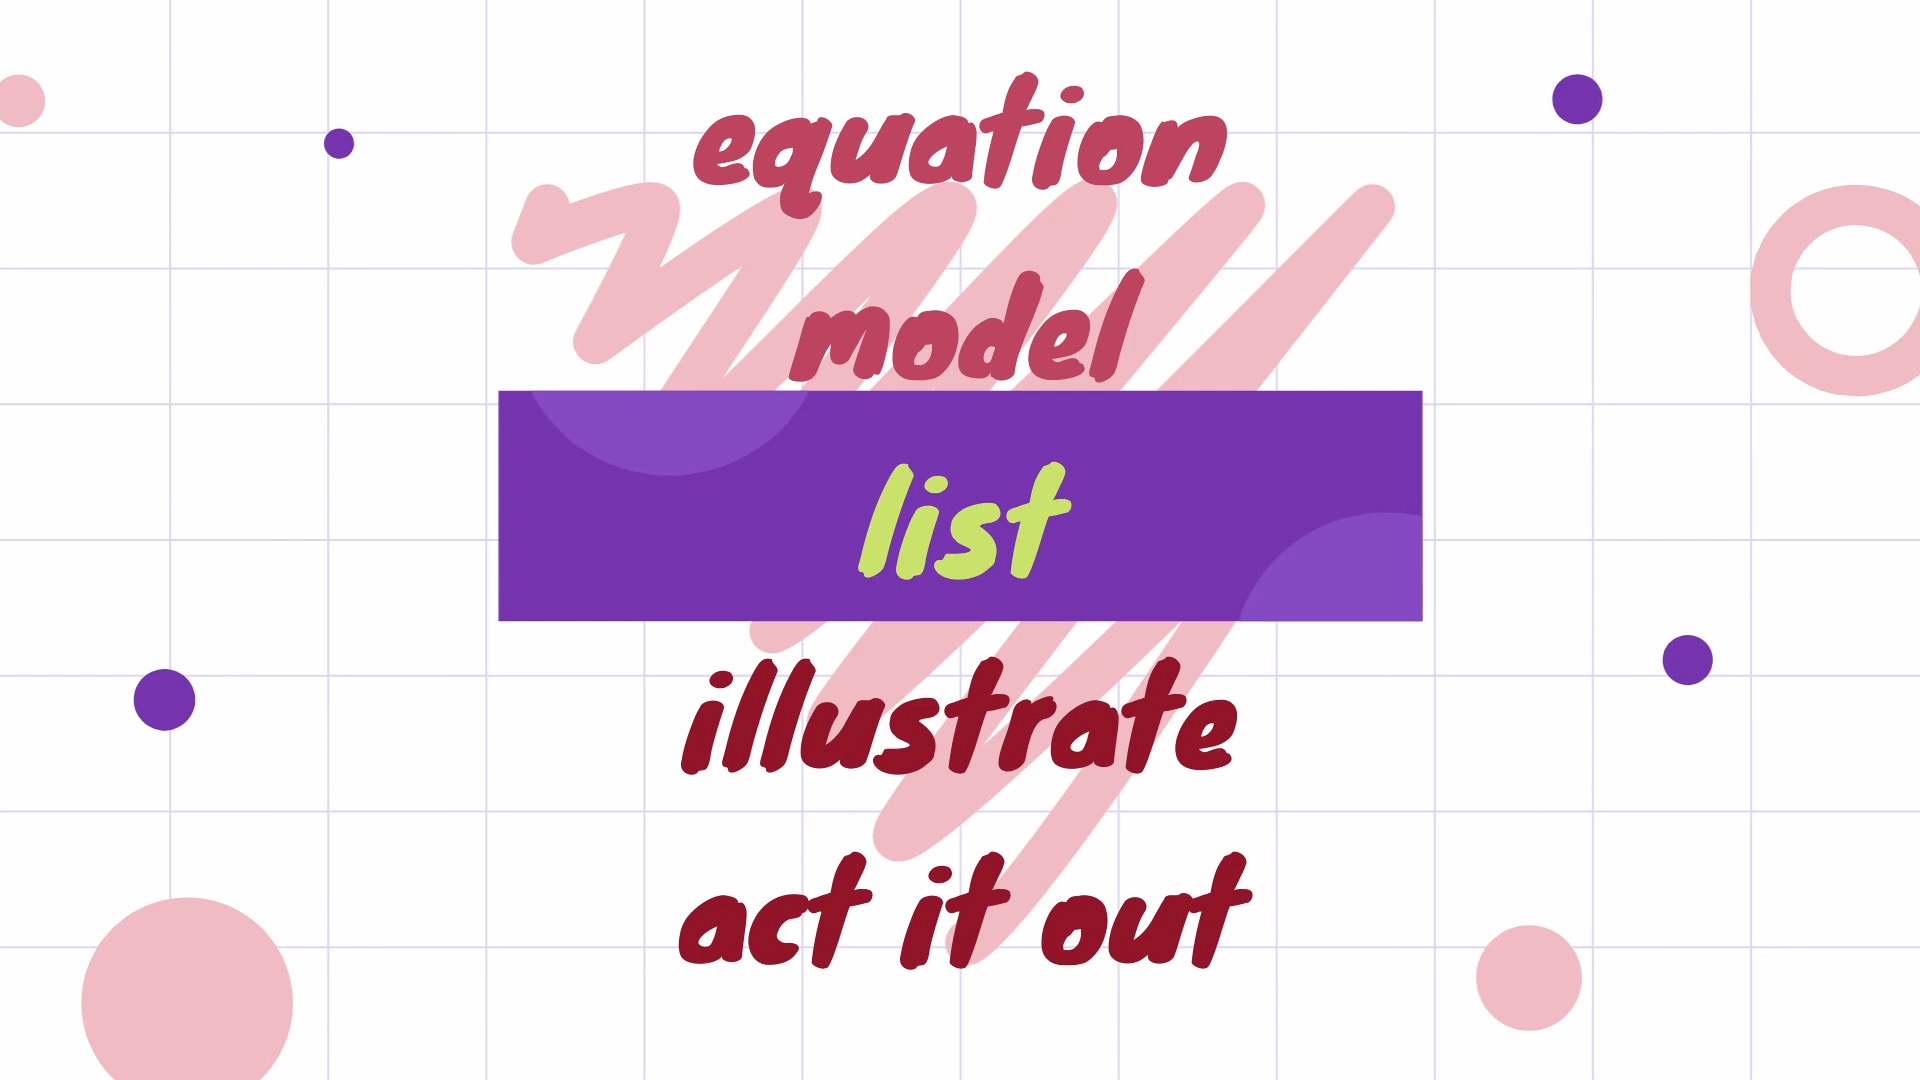 equation
model
list
illustrate
act it out